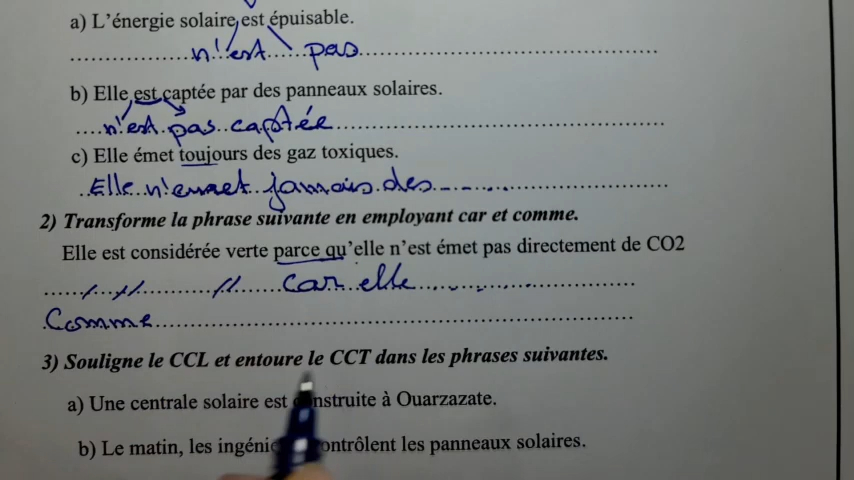 a) L'énergie solaire est épuisable.
n'est pas
b) Elle est captée par des panneaux solaires.
n'est pas captée
c) Elle émet toujours des gaz toxiques.
Elle n'emet jamais des
2) Transforme la phrase suivante en employant car et comme.
Elle est considérée verte parce qu'elle n'est émet pas directement de CO2
car elle
Comme
3) Souligne le CCL et entoure le CCT dans les phrases suivantes.
a) Une centrale solaire est construite à Ouarzazate.
b) Le matin, les contrôlent les panneaux solaires.